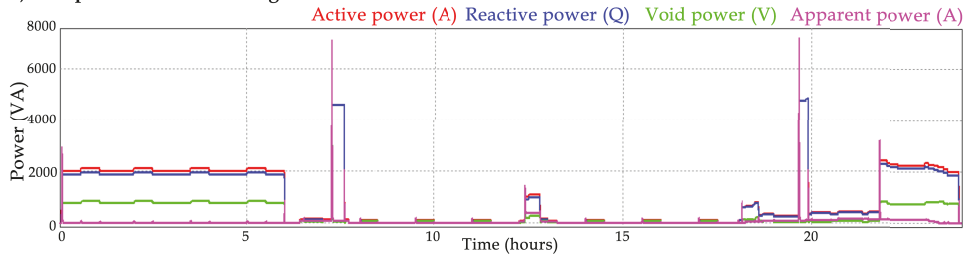 Active power (A) Reactive power (Q) Void power (V) Apparent power (A)
8000
6000
4000
2000
0
Power (VA)
0 5 10 15 20
Time (hours)